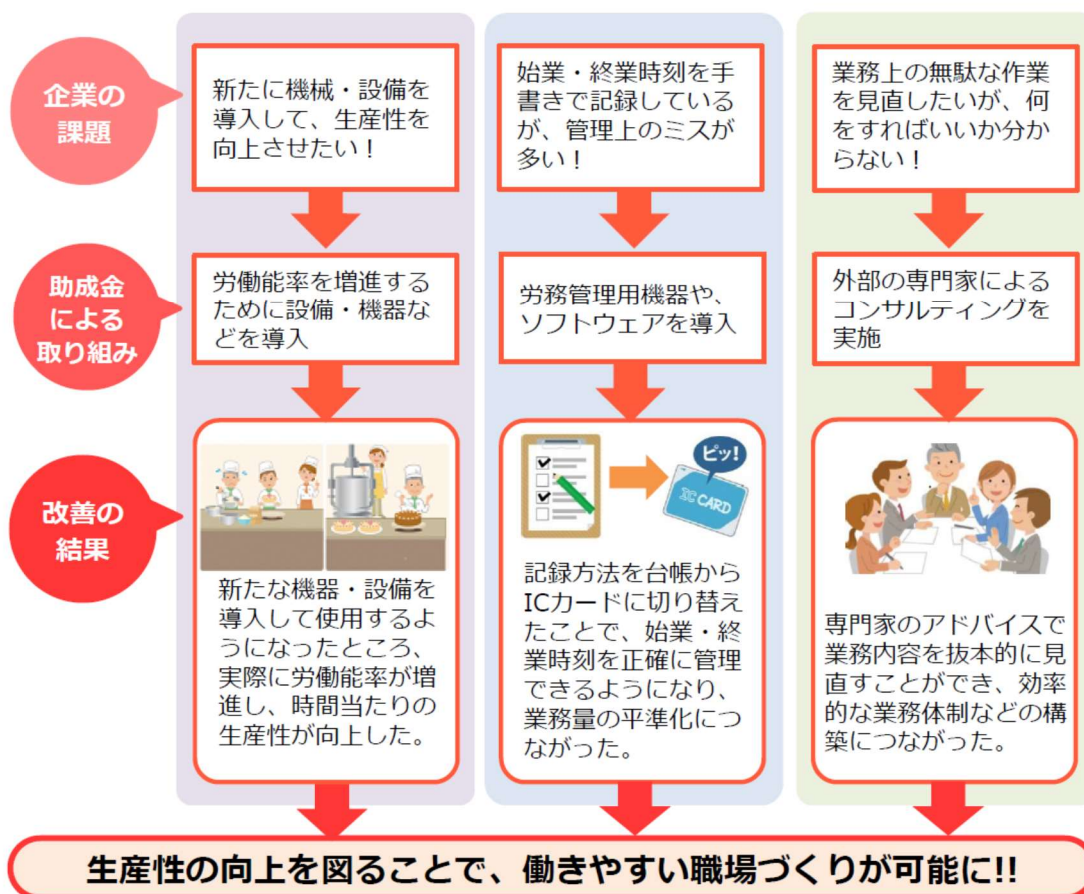 企業の
課題
新たに機械・設備を
導入して、生産性を
向上させたい！
始業・終業時刻を手
書きで記録している
が、管理上のミスが
多い！
業務上の無駄な作業
を見直したいが、何
をすればいいか分か
らない！
助成金
による
取り組み
労働能率を増進する
ために設備・機器な
どを導入
労務管理用機器や、
ソフトウェアを導入
外部の専門家による
コンサルティングを
実施
改善の
結果
新たな機器・設備を
導入して使用するよ
うになったところ、
実際に労働能率が増
進し、時間当たりの
生産性が向上した。
ピッ!
IC CARD
記録方法を台帳から
ICカードに切り替え
たことで、始業・終
業時刻を正確に管理
できるようになり、
業務量の平準化につ
ながった。
専門家のアドバイスで
業務内容を抜本的に見
直すことができ、効率
的な業務体制などの構
築につながった。
生産性の向上を図ることで、働きやすい職場づくりが可能に!!